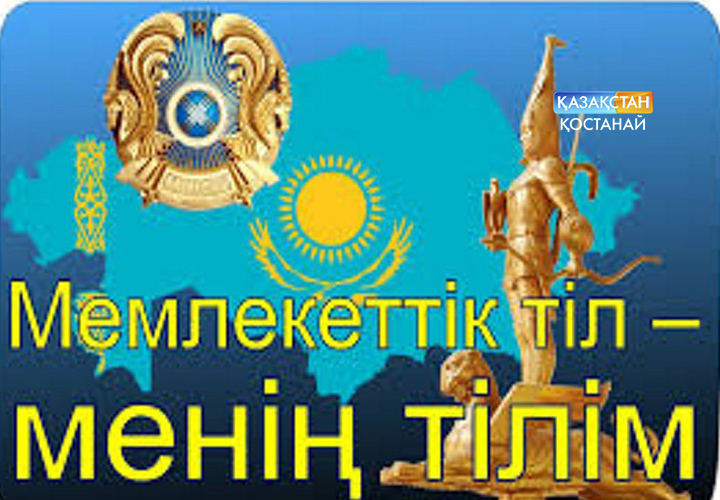 ҚАЗАҚСТАН
ҚОСТАНАЙ
Мемлекеттік тіл –
менің тілім